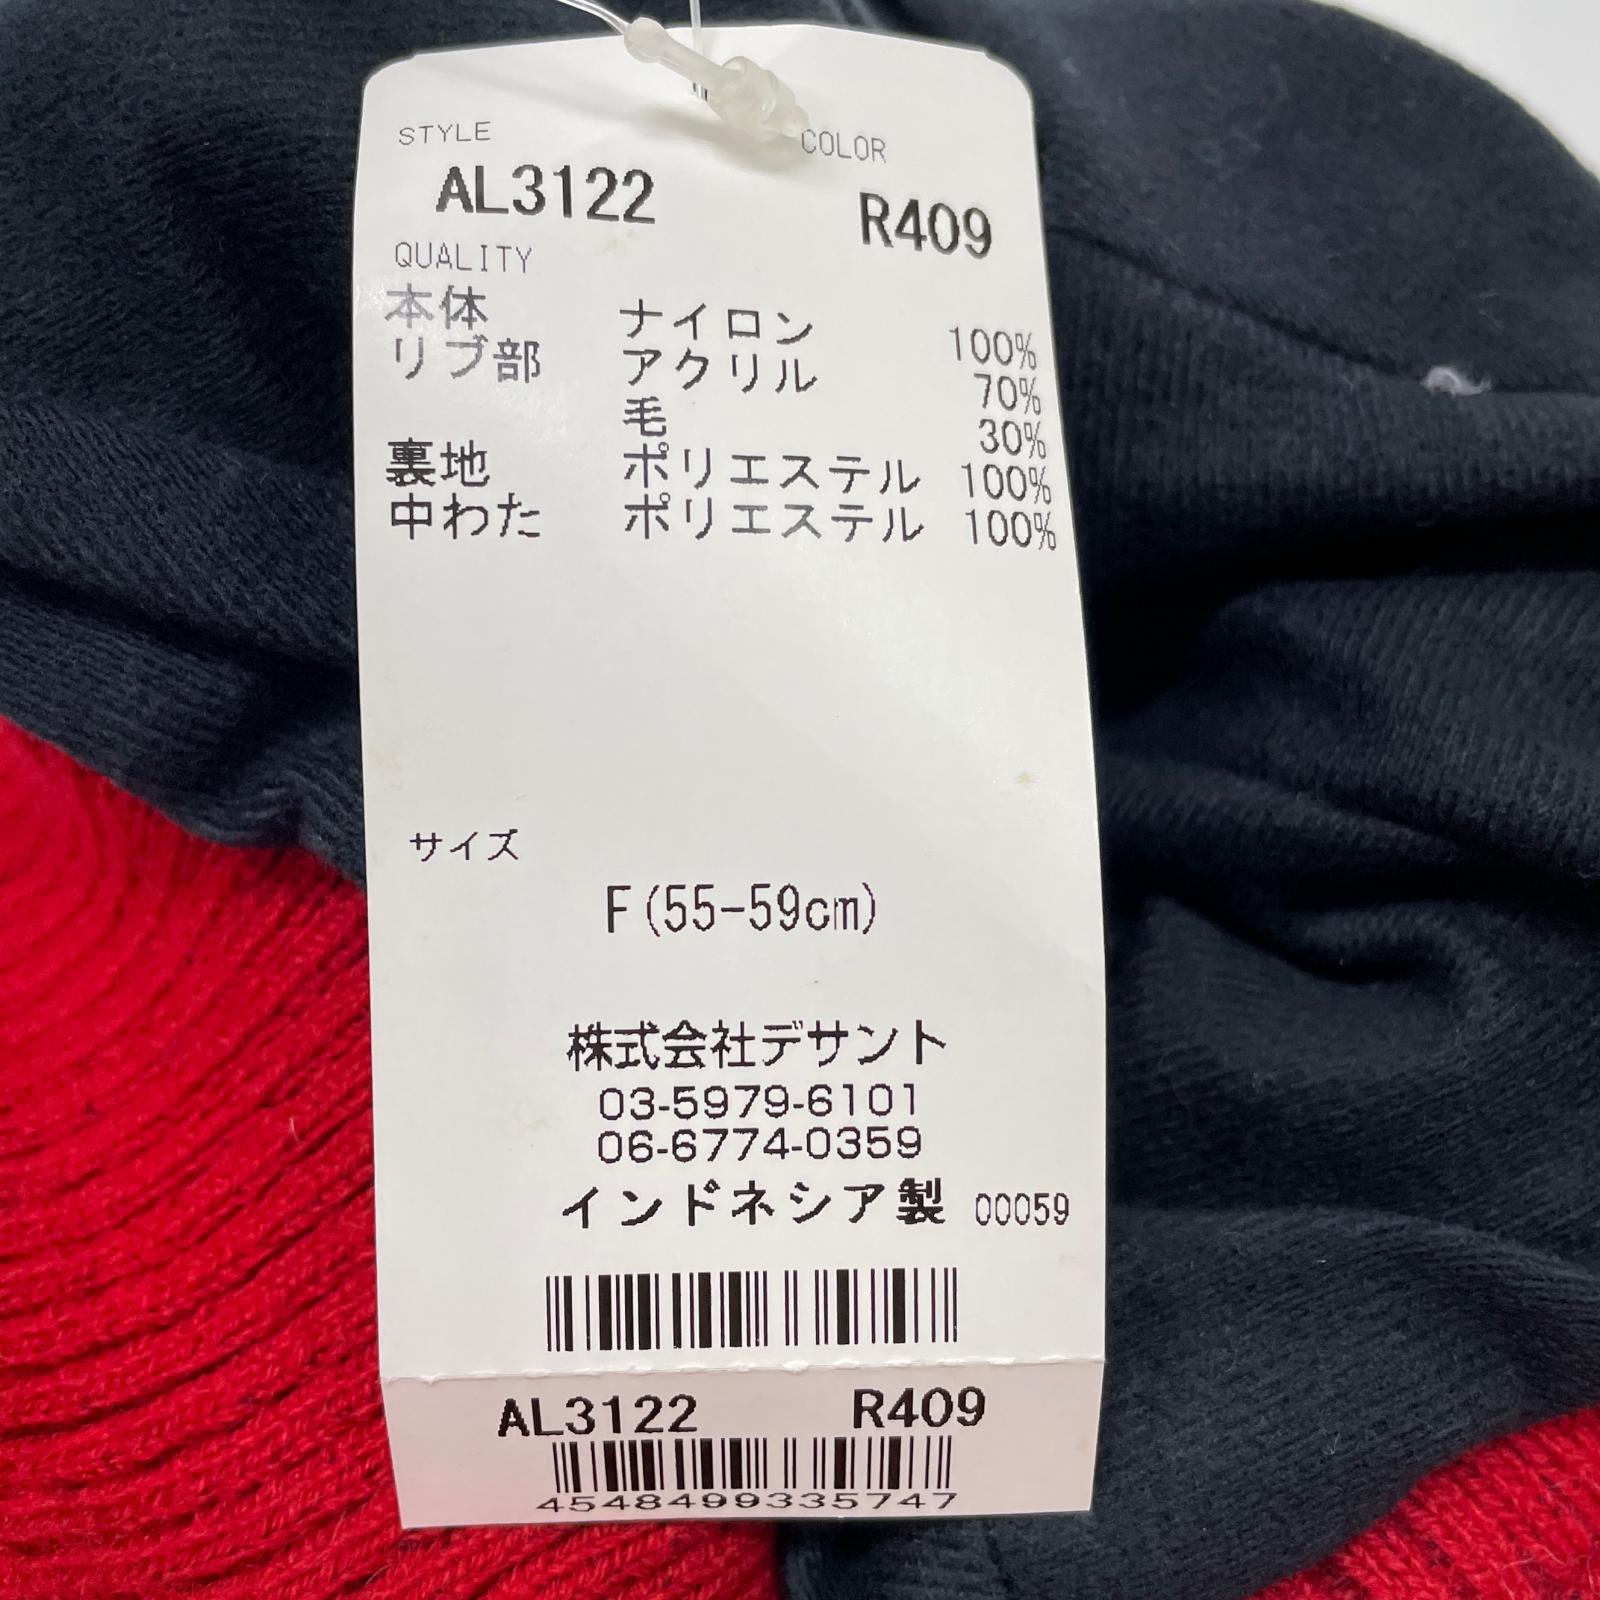 STYLE COLOR
AL3122 R409
QUALITY
本体 ナイロン 100%
リブ部 アクリル 70%
毛 30%
裏地 ポリエステル 100%
中わた ポリエステル 100%
サイズ
F(55-59cm)
株式会社デサント
03-5979-6101
06-6774-0359
インドネシア製 00059
AL3122 R409
4548499335747